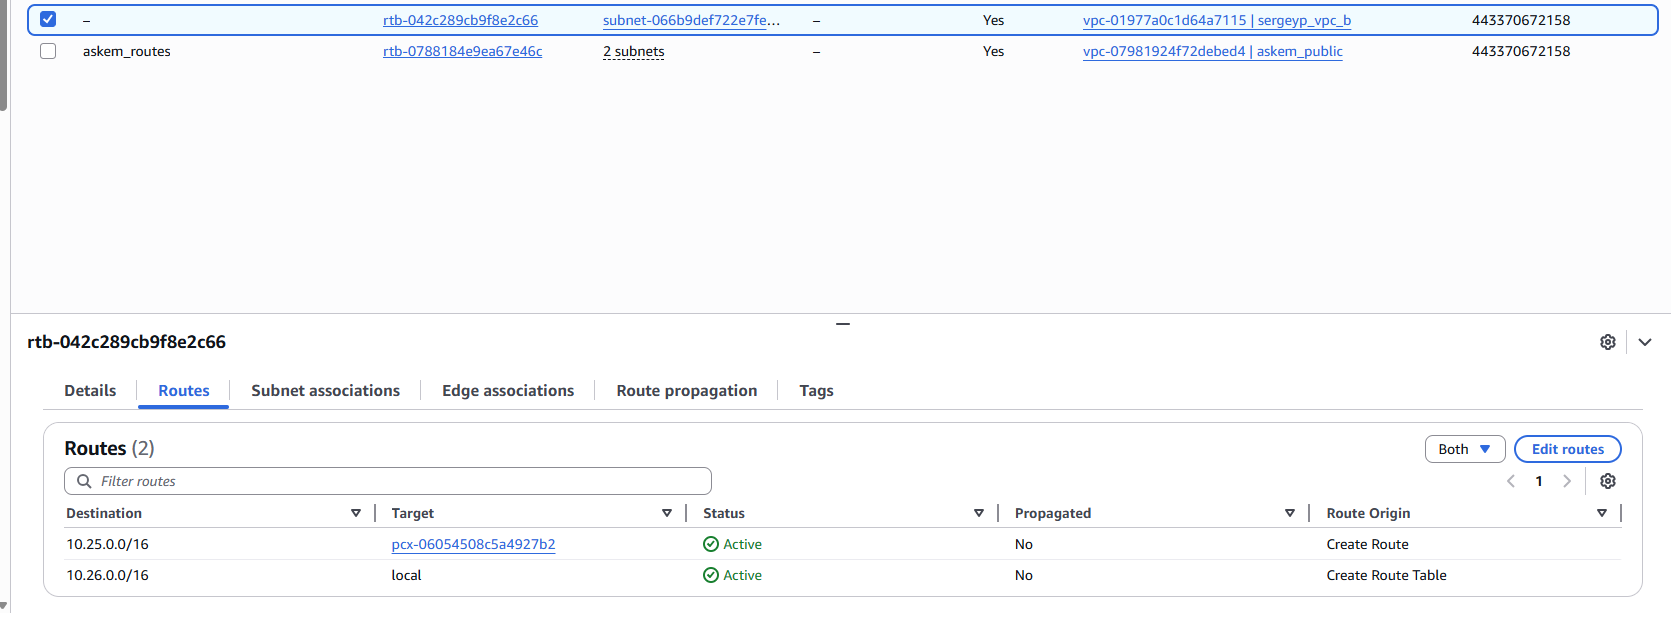 – rtb-042c289cb9f8e2c66 subnet-066b9def722e7fe... – Yes vpc-01977a0c1d64a7115 | sergeyp_vpc_b 443370672158
askem_routes rtb-0788184e9ea67e46c 2 subnets – Yes vpc-07981924f72debed4 | askem_public 443370672158
rtb-042c289cb9f8e2c66
Details Routes Subnet associations Edge associations Route propagation Tags
Routes (2) Both Edit routes
Filter routes 1
Destination Target Status Propagated Route Origin
10.25.0.0/16 pcx-06054508c5a4927b2 Active No Create Route
10.26.0.0/16 local Active No Create Route Table